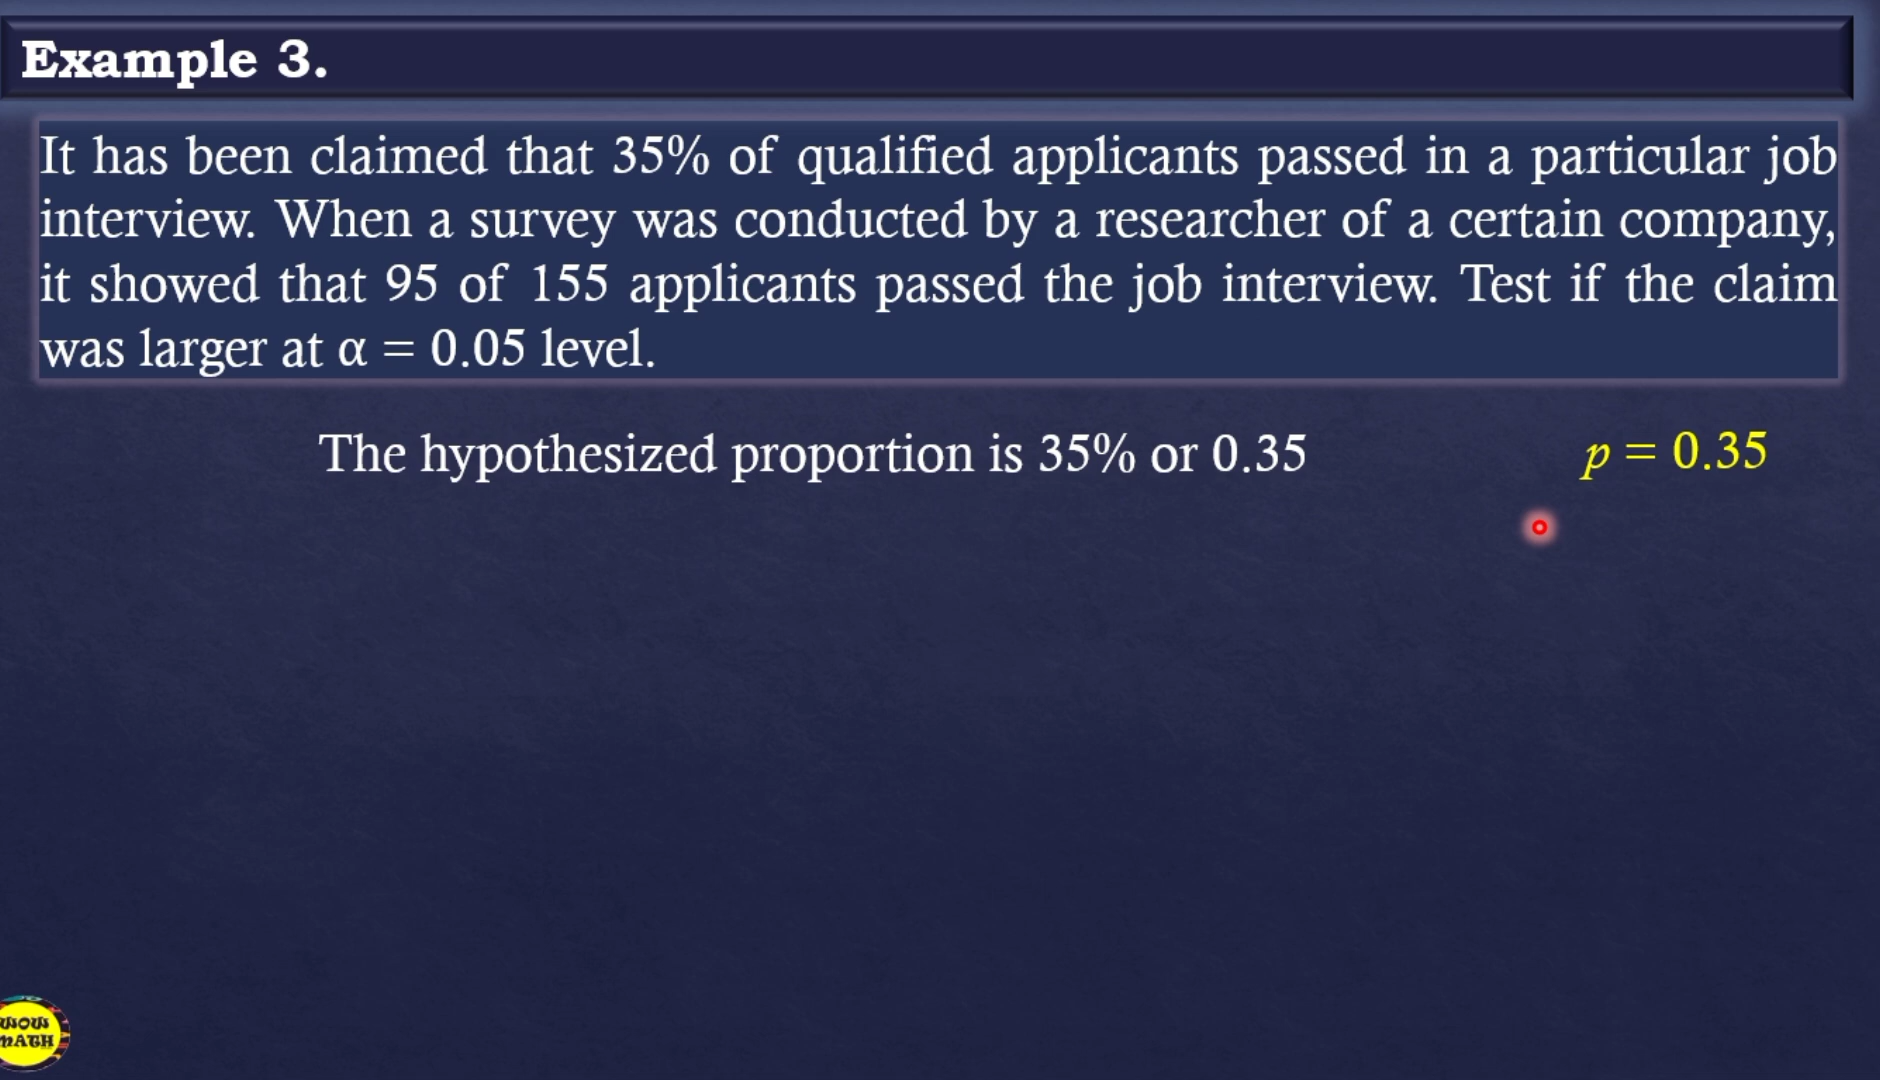 Example 3.
It has been claimed that 35% of qualified applicants passed in a particular job
interview. When a survey was conducted by a researcher of a certain company,
it showed that 95 of 155 applicants passed the job interview. Test if the claim
was larger at α = 0.05 level.
The hypothesized proportion is 35% or 0.35
p = 0.35
WOW
MATH